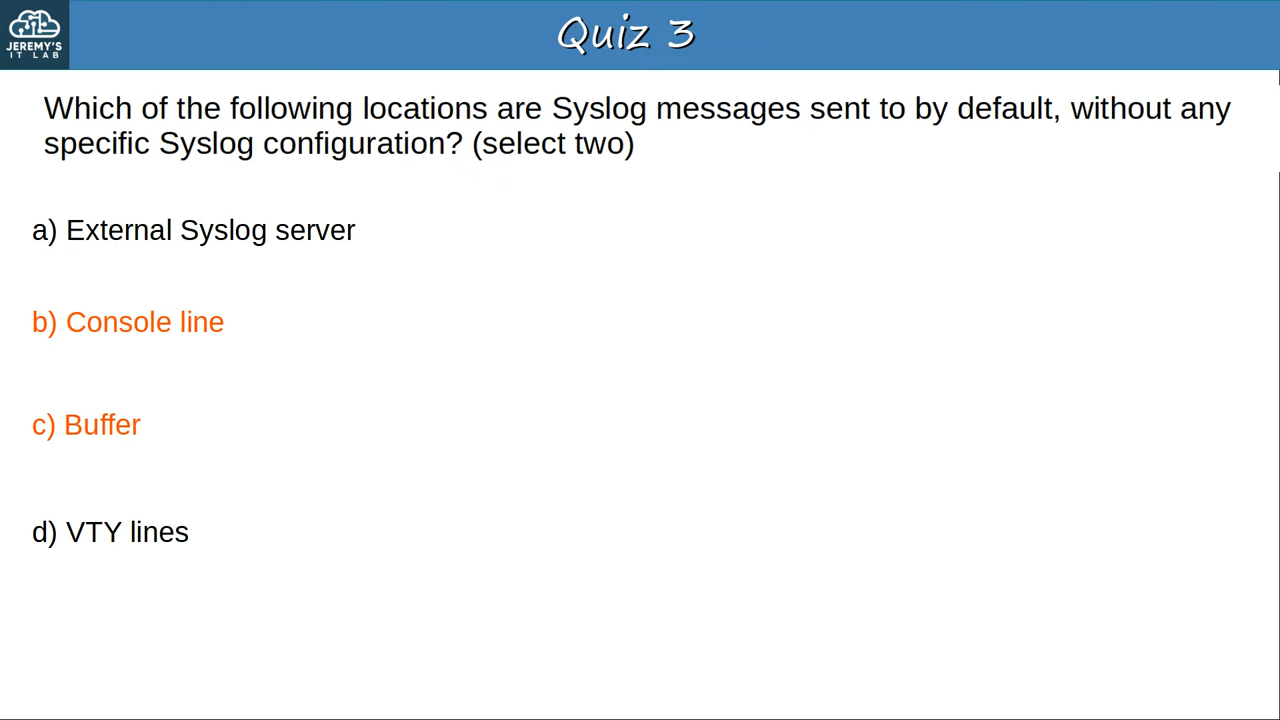 JEREMY'S
IT LAB
Quiz 3
Which of the following locations are Syslog messages sent to by default, without any
specific Syslog configuration? (select two)
a) External Syslog server
b) Console line
c) Buffer
d) VTY lines